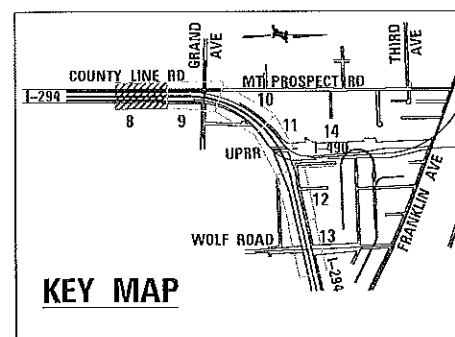 GRAND AVE
THIRD AVE
COUNTY LINE RD
MT PROSPECT RD
I-294
8
9
10
11
14
490
UPRR
12
FRANKLIN AVE
WOLF ROAD
13
I-294
KEY MAP